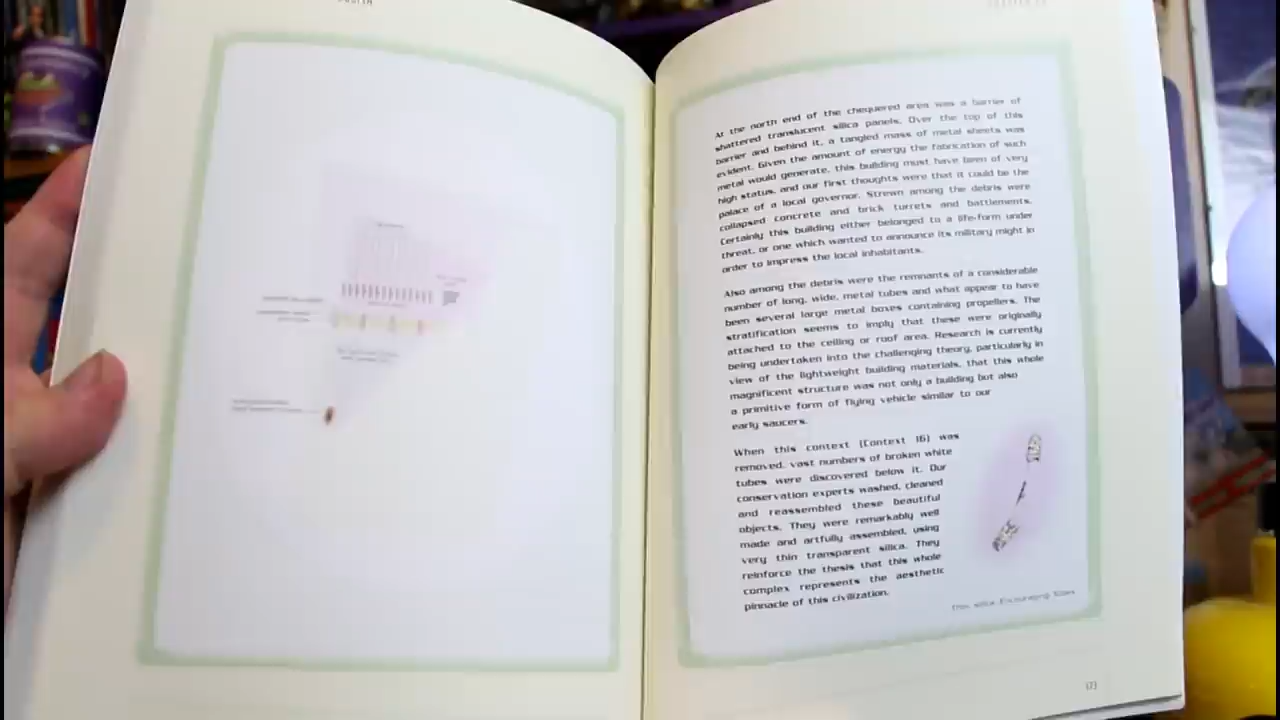 At the north end of the chequered area was a barrier of
shattered translucent silica panels. Over the top of this
barrier and behind it, a tangled mass of metal sheets was
evident. Given the amount of energy the fabrication of such
metal would generate, this building must have been of very
high status, and our first thoughts were that it could be the
palace of a local governor. Strewn among the debris were
collapsed concrete and brick turrets and battlements.
Certainly this building either belonged to a life-form under
threat, or one which wanted to announce its military might in
order to impress the local inhabitants.
Also among the debris were the remnants of a considerable
number of long, wide, metal tubes and what appear to have
been several large metal boxes containing propellers. The
stratification seems to imply that these were originally
attached to the ceiling or roof area. Research is currently
being undertaken into the challenging theory, particularly in
view of the lightweight building materials, that this whole
magnificent structure was not only a building but also
a primitive form of flying vehicle similar to our
early saucers.
When this context (Context 16) was
removed, vast numbers of broken white
tubes were discovered below it. Our
conservation experts washed, cleaned
and reassembled these beautiful
objects. They were remarkably well
made and artfully assembled, using
very thin transparent silica. They
reinforce the thesis that this whole
complex represents the aesthetic
pinnacle of this civilization.
173